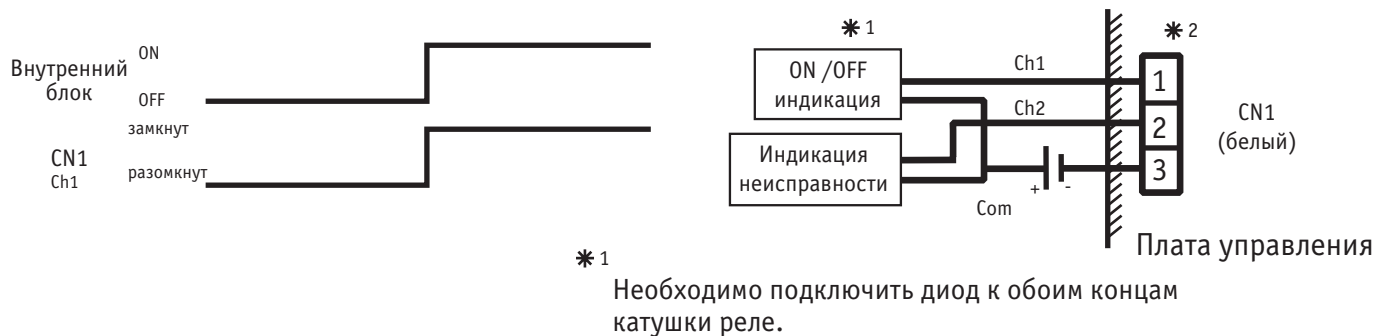 Внутренний
блок
ON
OFF
замкнут
CN1
Ch1
разомкнут
✱ 1
ON /OFF
индикация
Индикация
неисправности
Ch1
Ch2
+
-
Com
✱ 2
1
2
3
CN1
(белый)
Плата управления
✱ 1
Необходимо подключить диод к обоим концам
катушки реле.